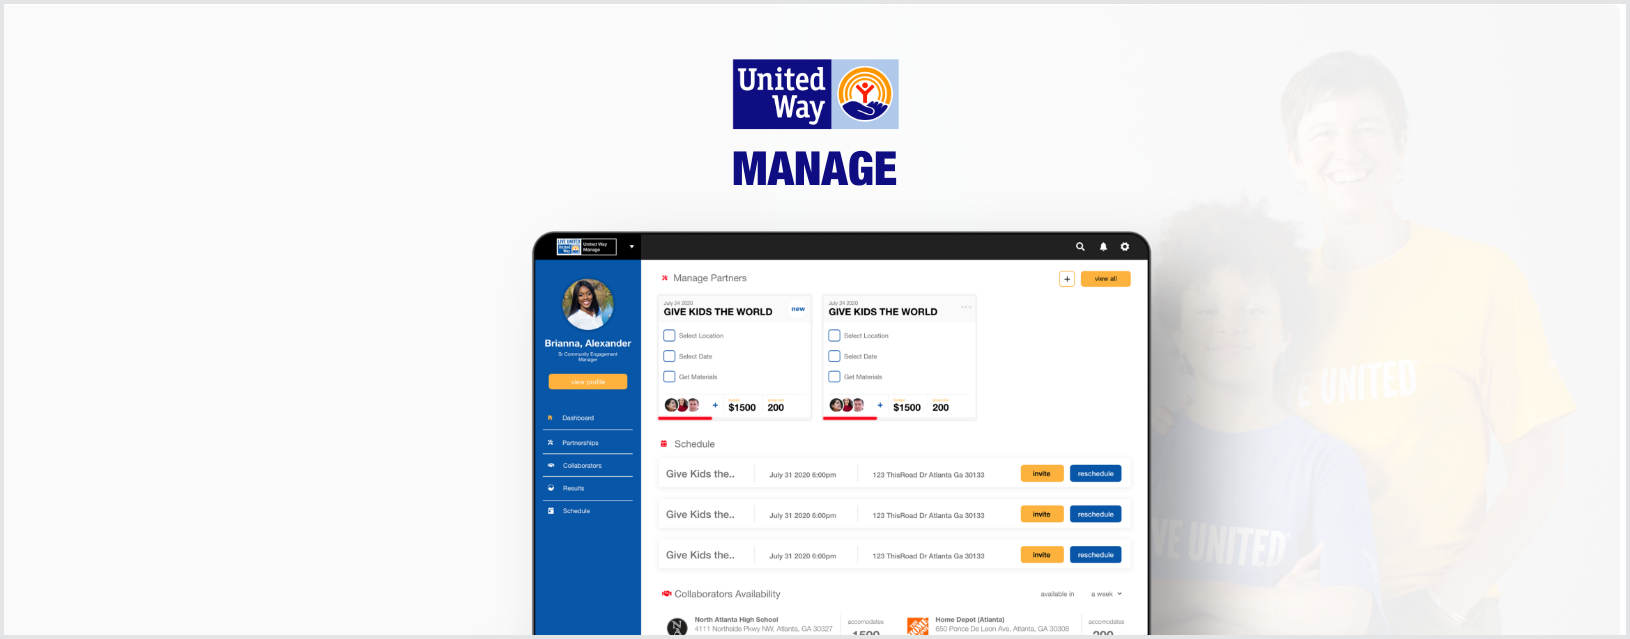 United
Way
MANAGE
LIVE UNITED
United
Way
United Way
Manage
Brianna, Alexander
Sr Community Engagement
Manager
view profile
Dashboard
Partnerships
Collaborators
Results
Schedule
Manage Partners
+
view all
July 24 2020
GIVE KIDS THE WORLD
new
Select Location
Select Date
Get Materials
+
$1500
200
July 24 2020
GIVE KIDS THE WORLD
Select Location
Select Date
Get Materials
+
$1500
200
Schedule
Give Kids the..
July 31 2020 6:00pm
123 ThisRoad Dr Atlanta Ga 30133
invite
reschedule
Give Kids the..
July 31 2020 6:00pm
123 ThisRoad Dr Atlanta Ga 30133
invite
reschedule
Give Kids the..
July 31 2020 6:00pm
123 ThisRoad Dr Atlanta Ga 30133
invite
reschedule
Collaborators Availability
available in
a week
North Atlanta High School
4111 Northside Pkwy NW, Atlanta, GA 30327
accomodates
1500
Home Depot (Atlanta)
650 Ponce De Leon Ave, Atlanta, GA 30308
accomodates
200
UNITED
VE UNITED